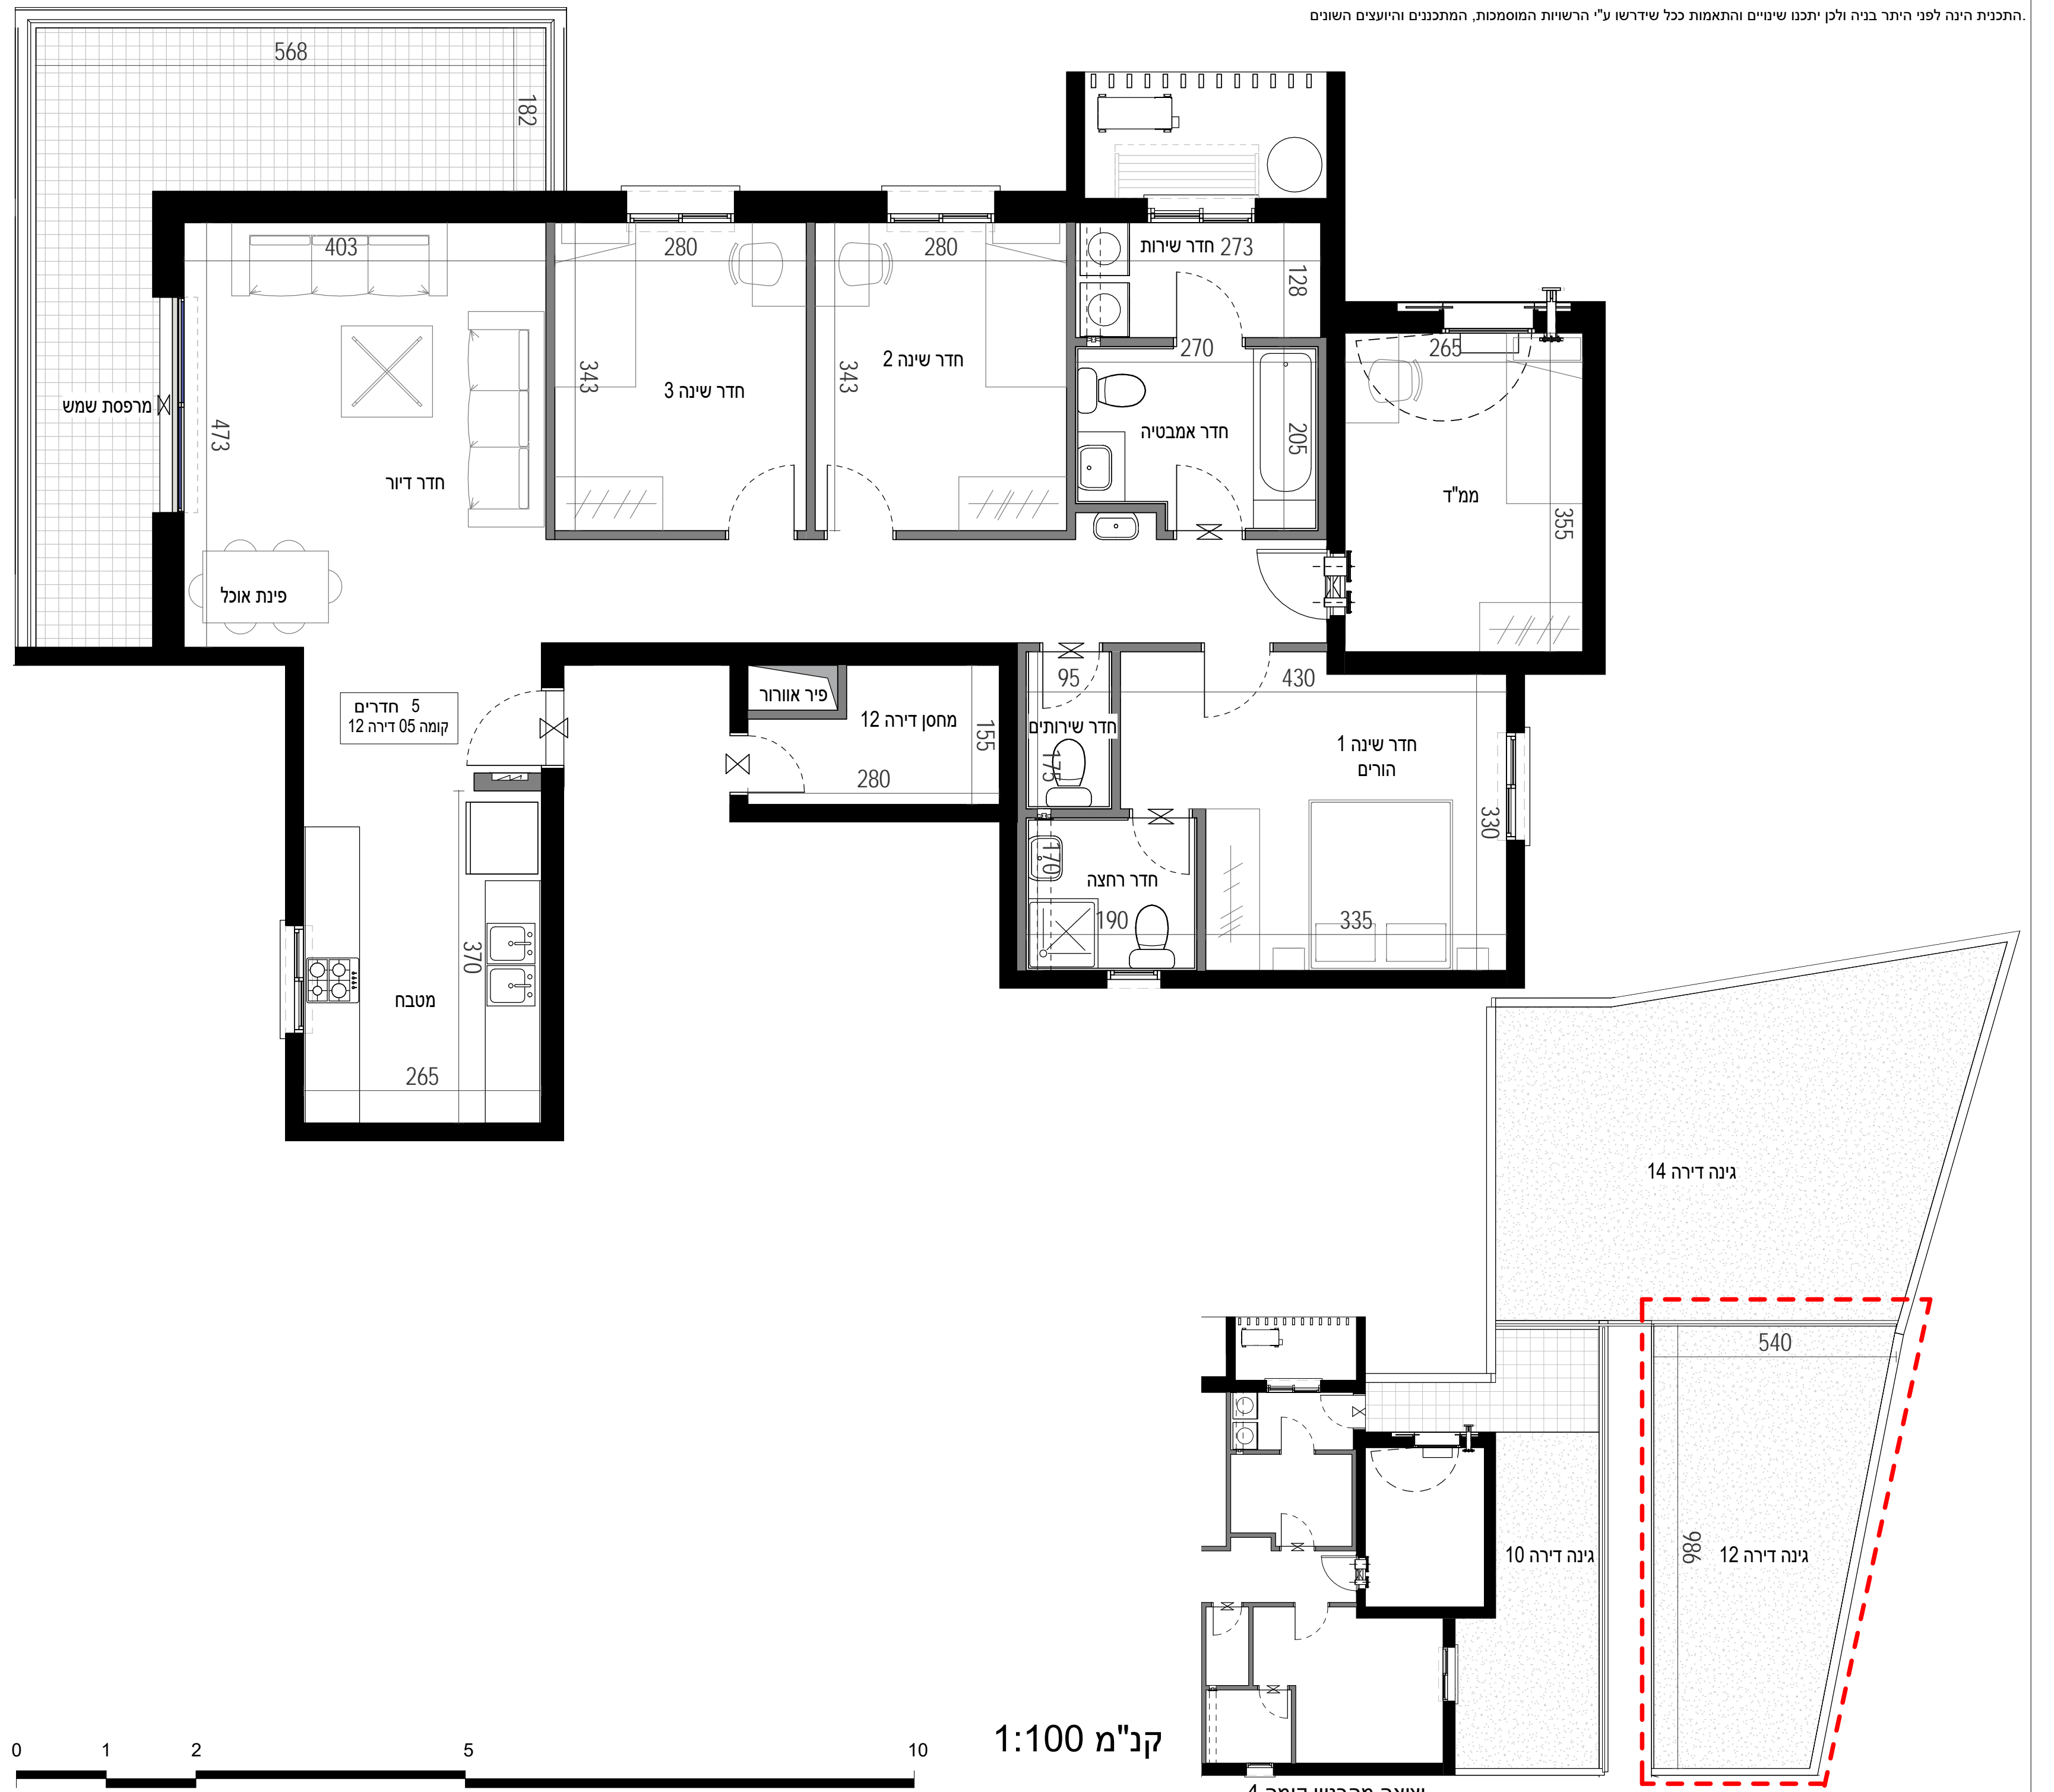 התכנית הינה לפני היתר בניה ולכן יתכנו שינויים והתאמות ככל שידרשו ע"י הרשויות המוסמכות, המתכננים והיועצים השונים.
568
182
403
280
280
חדר שירות
273
128
343
חדר שינה 3
343
חדר שינה 2
270
חדר אמבטיה
205
265
ממ"ד
355
מרפסת שמש
473
חדר דיור
פינת אוכל
5 חדרים
קומה 05 דירה 12
פיר אוורור
מחסן דירה 12
155
280
95
חדר שירותים
175
430
חדר שינה 1
הורים
330
170
חדר רחצה
190
335
370
מטבח
265
גינה דירה 14
540
986
גינה דירה 12
גינה דירה 10
קנ"מ 1:100
0 1 2 5 10